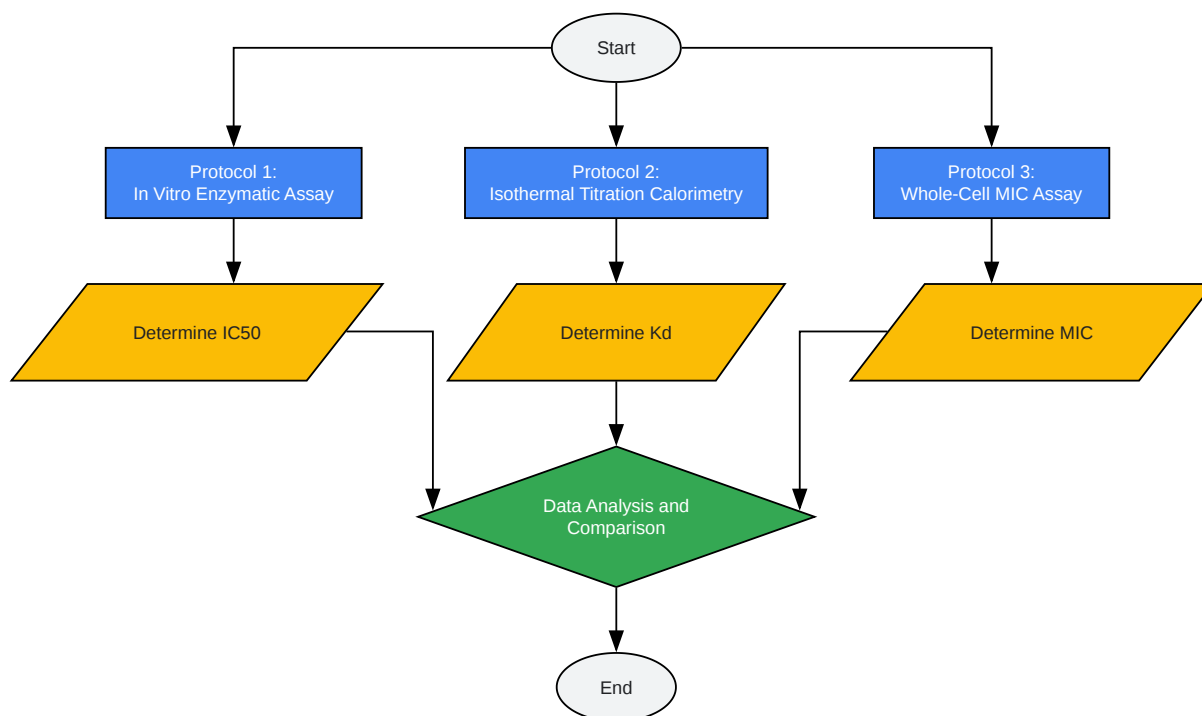 Start
Protocol 1:
In Vitro Enzymatic Assay
Protocol 2:
Isothermal Titration Calorimetry
Protocol 3:
Whole-Cell MIC Assay
Determine IC50
Determine Kd
Determine MIC
Data Analysis and
Comparison
End